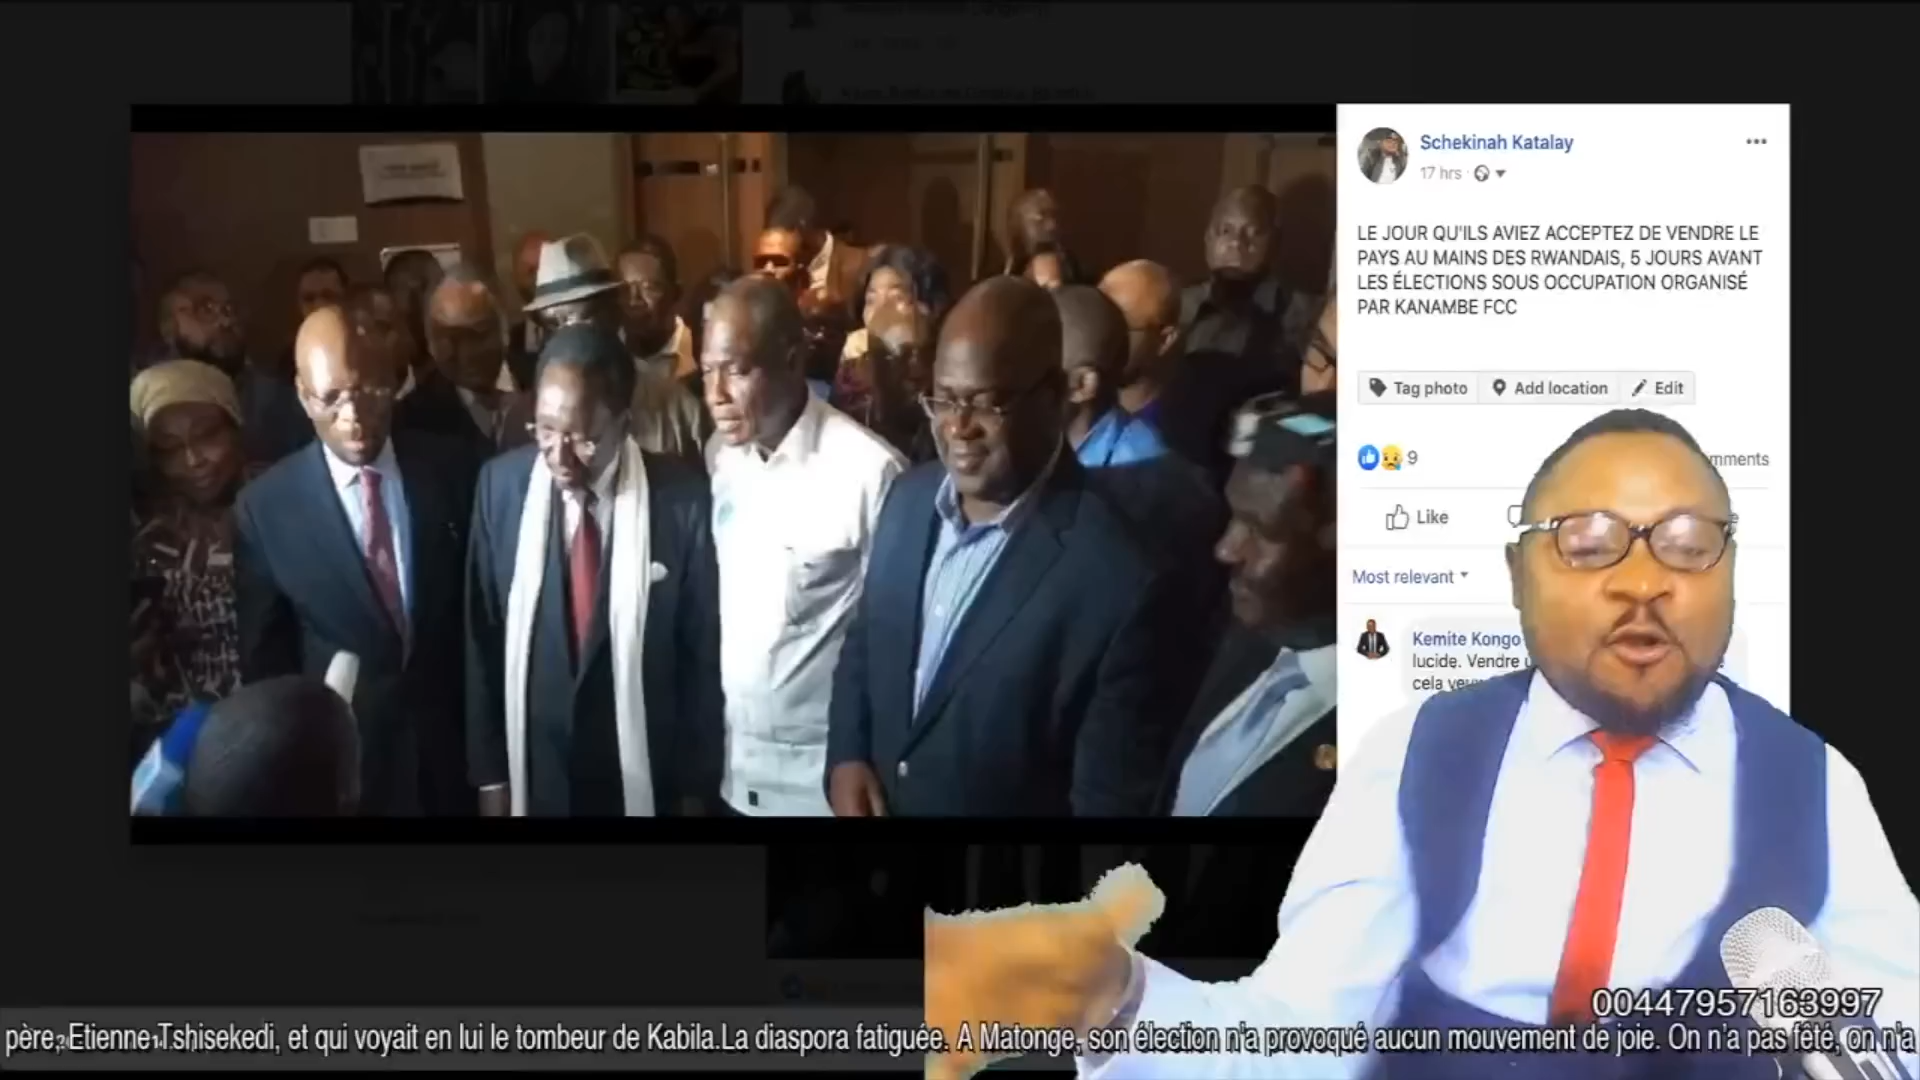 Schekinah Katalay
17 hrs
LE JOUR QU'ILS AVIEZ ACCEPTEZ DE VENDRE LE
PAYS AU MAINS DES RWANDAIS, 5 JOURS AVANT
LES ÉLECTIONS SOUS OCCUPATION ORGANISÉ
PAR KANAMBE FCC
Tag photo Add location Edit
9 mments
Like
Most relevant
Kemite Kongo
lucide. Vendre
cela
00447957163997
père, Etienne Tshisekedi, et qui voyait en lui le tombeur de Kabila.La diaspora fatiguée. A Matonge, son élection n'a provoqué aucun mouvement de joie. On n'a pas fêté, on n'a